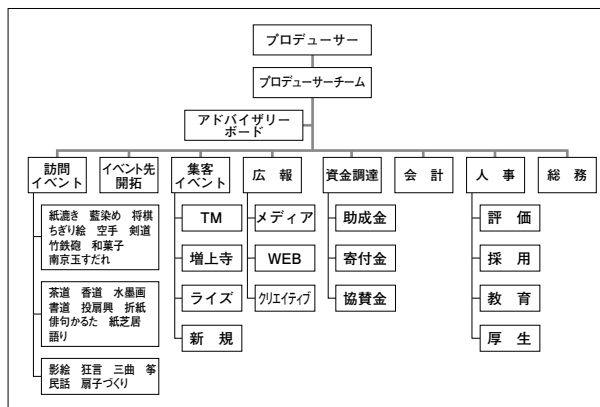 プロデューサー
プロデューサーチーム
アドバイザリー
ボード
訪問
イベント
イベント先
開拓
集客
イベント
広　報
資金調達
会　計
人　事
総　務
紙漉き　藍染め　将棋
ちぎり絵　空手　剣道
竹鉄砲　和菓子
南京玉すだれ
茶道　香道　水墨画
書道　投扇興　折紙
俳句かるた　紙芝居
語り
影絵　狂言　三曲　筝
民話　扇子づくり
TM
増上寺
ライズ
新　規
メディア
WEB
クリエイティブ
助成金
寄付金
協賛金
評　価
採　用
教　育
厚　生